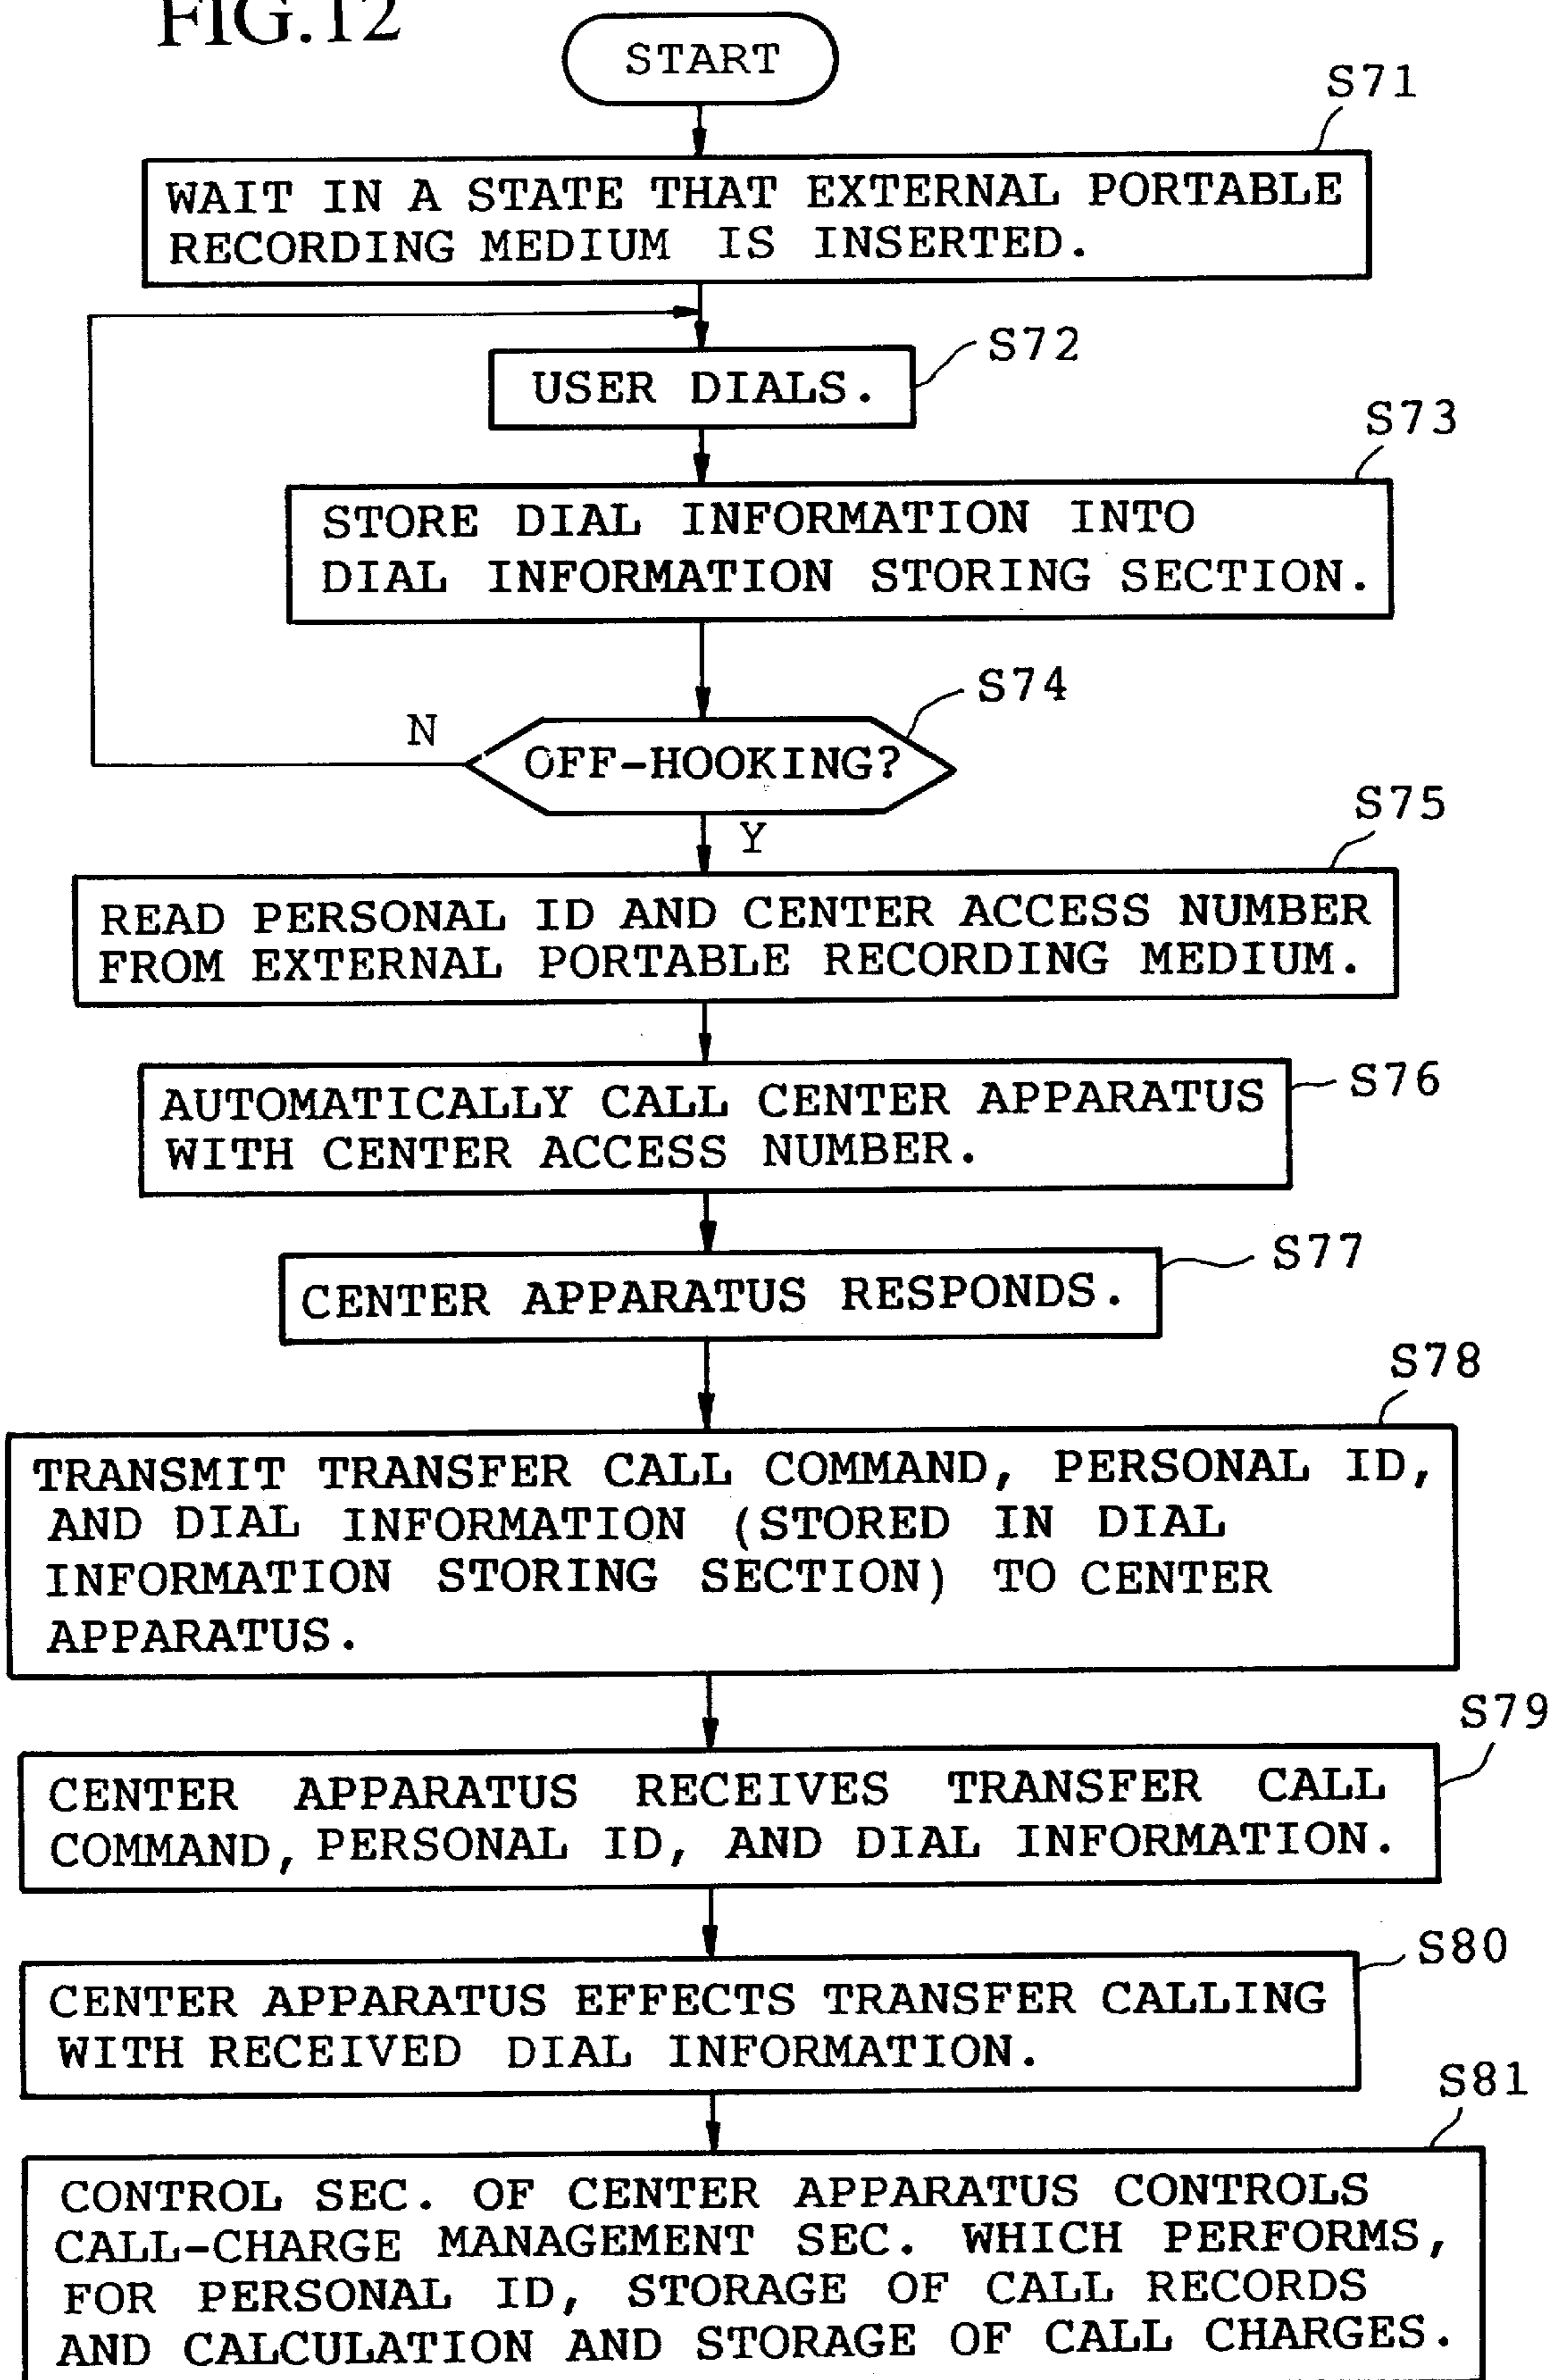 FIG.12
START
S71
WAIT IN A STATE THAT EXTERNAL PORTABLE
RECORDING MEDIUM IS INSERTED.
S72
USER DIALS.
S73
STORE DIAL INFORMATION INTO
DIAL INFORMATION STORING SECTION.
S74
N
OFF-HOOKING?
Y
S75
READ PERSONAL ID AND CENTER ACCESS NUMBER
FROM EXTERNAL PORTABLE RECORDING MEDIUM.
S76
AUTOMATICALLY CALL CENTER APPARATUS
WITH CENTER ACCESS NUMBER.
S77
CENTER APPARATUS RESPONDS.
S78
TRANSMIT TRANSFER CALL COMMAND, PERSONAL ID,
AND DIAL INFORMATION (STORED IN DIAL
INFORMATION STORING SECTION) TO CENTER
APPARATUS.
S79
CENTER APPARATUS RECEIVES TRANSFER CALL
COMMAND, PERSONAL ID, AND DIAL INFORMATION.
S80
CENTER APPARATUS EFFECTS TRANSFER CALLING
WITH RECEIVED DIAL INFORMATION.
S81
CONTROL SEC. OF CENTER APPARATUS CONTROLS
CALL-CHARGE MANAGEMENT SEC. WHICH PERFORMS,
FOR PERSONAL ID, STORAGE OF CALL RECORDS
AND CALCULATION AND STORAGE OF CALL CHARGES.